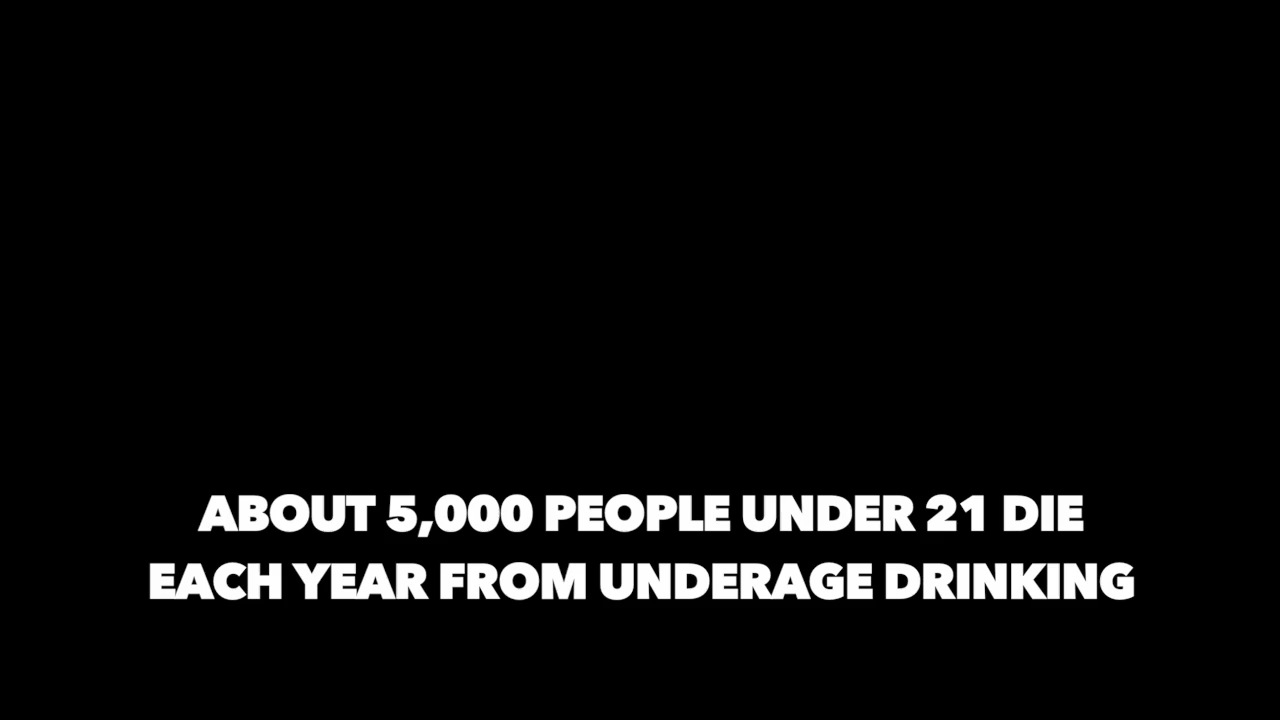 ABOUT 5,000 PEOPLE UNDER 21 DIE
EACH YEAR FROM UNDERAGE DRINKING